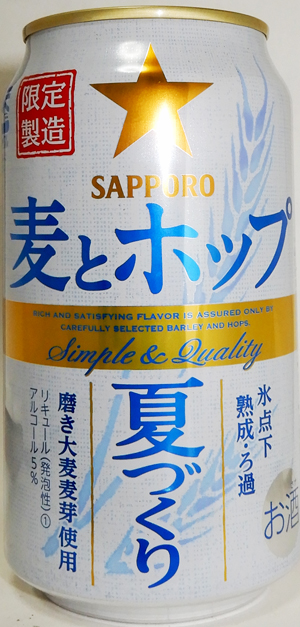 限定
製造
SAPPORO
麦とホップ
RICH AND SATISFYING FLAVOR IS ASSURED ONLY BY
CAREFULLY SELECTED BARLEY AND HOPS.
Simple & Quality
氷点下
熟成・ろ過
夏づくり
磨き大麦麦芽使用
リキュール(発泡性)①
アルコール5%
お酒